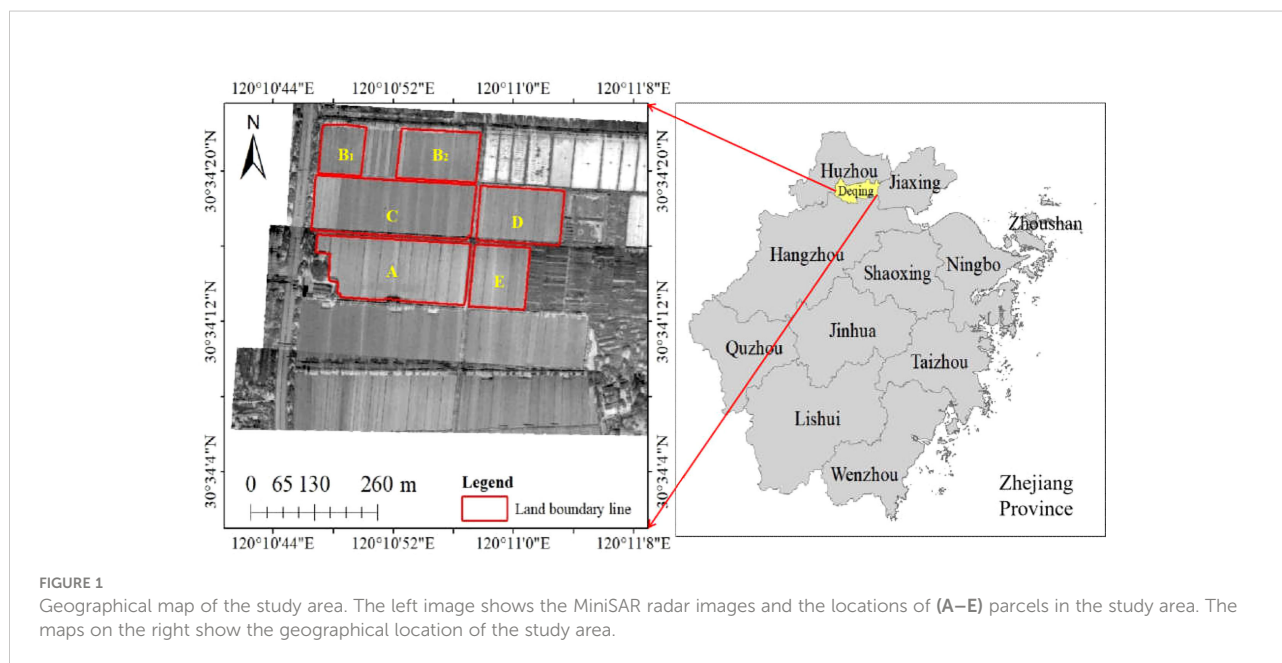 120°10'44"E 120°10'52"E 120°11'0"E 120°11'8"E
N
30°34'20"N
30°34'12"N
30°34'4"N
B1
B2
C
D
A
E
30°34'20"N
30°34'12"N
30°34'4"N
0 65 130 260 m
Legend
Land boundary line
120°10'44"E 120°10'52"E 120°11'0"E 120°11'8"E
Huzhou
Jiaxing
Deqing
Zhoushan
Hangzhou
Shaoxing
Ningbo
Jinhua
Quzhou
Taizhou
Lishui
Wenzhou
Zhejiang
Province
FIGURE 1
Geographical map of the study area. The left image shows the MiniSAR radar images and the locations of (A–E) parcels in the study area. The
maps on the right show the geographical location of the study area.